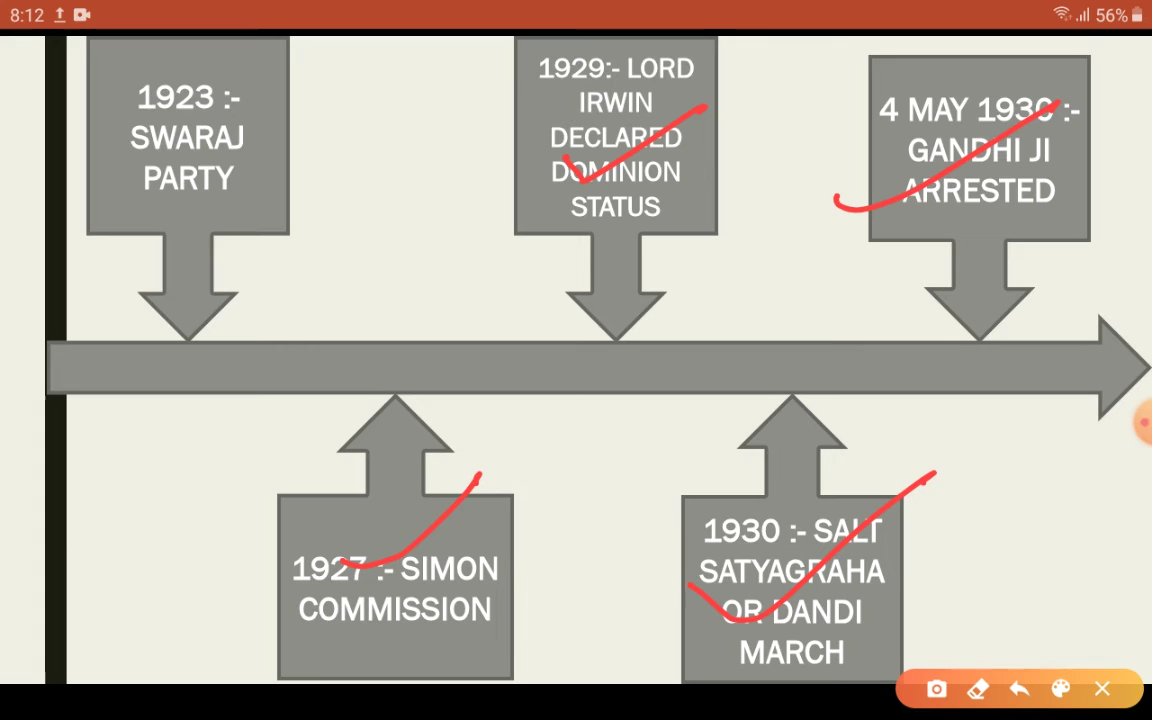 8:12
56%
1923 :-
SWARAJ
PARTY
1929:- LORD
IRWIN
DECLARED
DOMINION
STATUS
4 MAY 1930 :-
GANDHI JI
ARRESTED
1927 :- SIMON
COMMISSION
1930 :- SALT
SATYAGRAHA
OR DANDI
MARCH